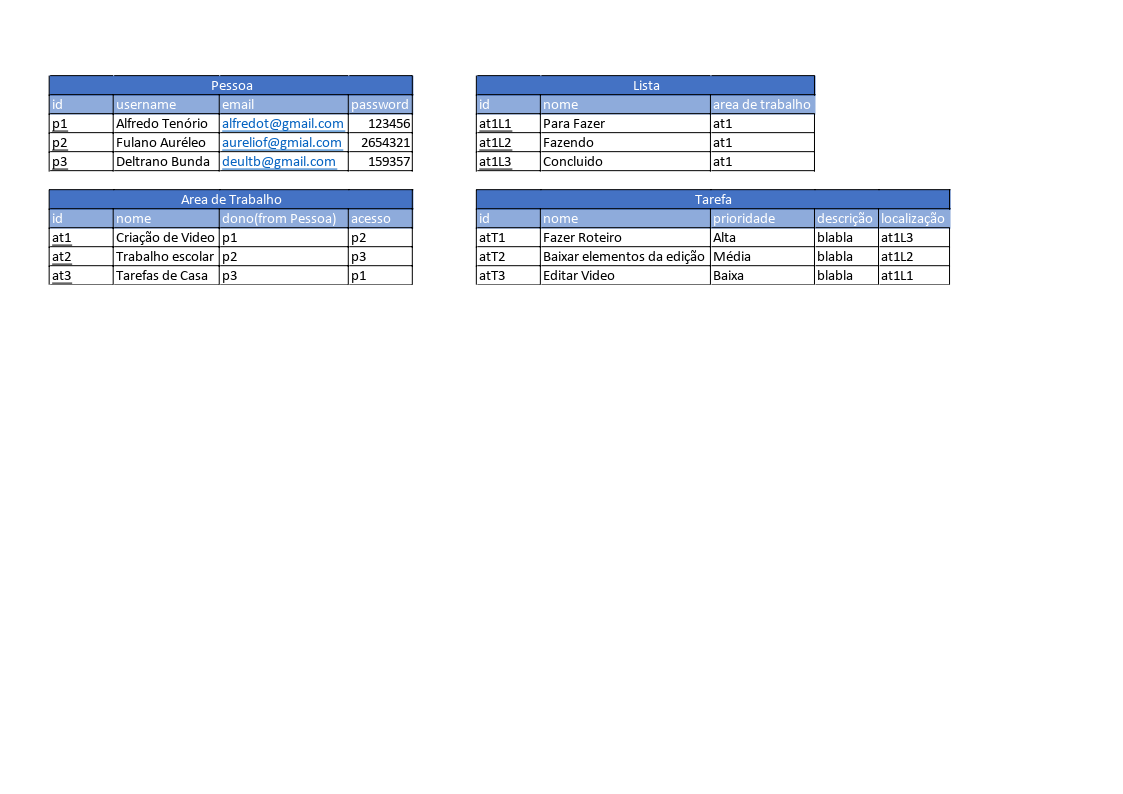 Pessoa
id username email password
p1 Alfredo Tenório alfredot@gmail.com 123456
p2 Fulano Auréleo aureliof@gmial.com 2654321
p3 Deltrano Bunda deultb@gmail.com 159357
Lista
id nome area de trabalho
at1L1 Para Fazer at1
at1L2 Fazendo at1
at1L3 Concluido at1
Area de Trabalho
id nome dono(from Pessoa) acesso
at1 Criação de Video p1 p2
at2 Trabalho escolar p2 p3
at3 Tarefas de Casa p3 p1
Tarefa
id nome prioridade descrição localização
atT1 Fazer Roteiro Alta blabla at1L3
atT2 Baixar elementos da edição Média blabla at1L2
atT3 Editar Video Baixa blabla at1L1